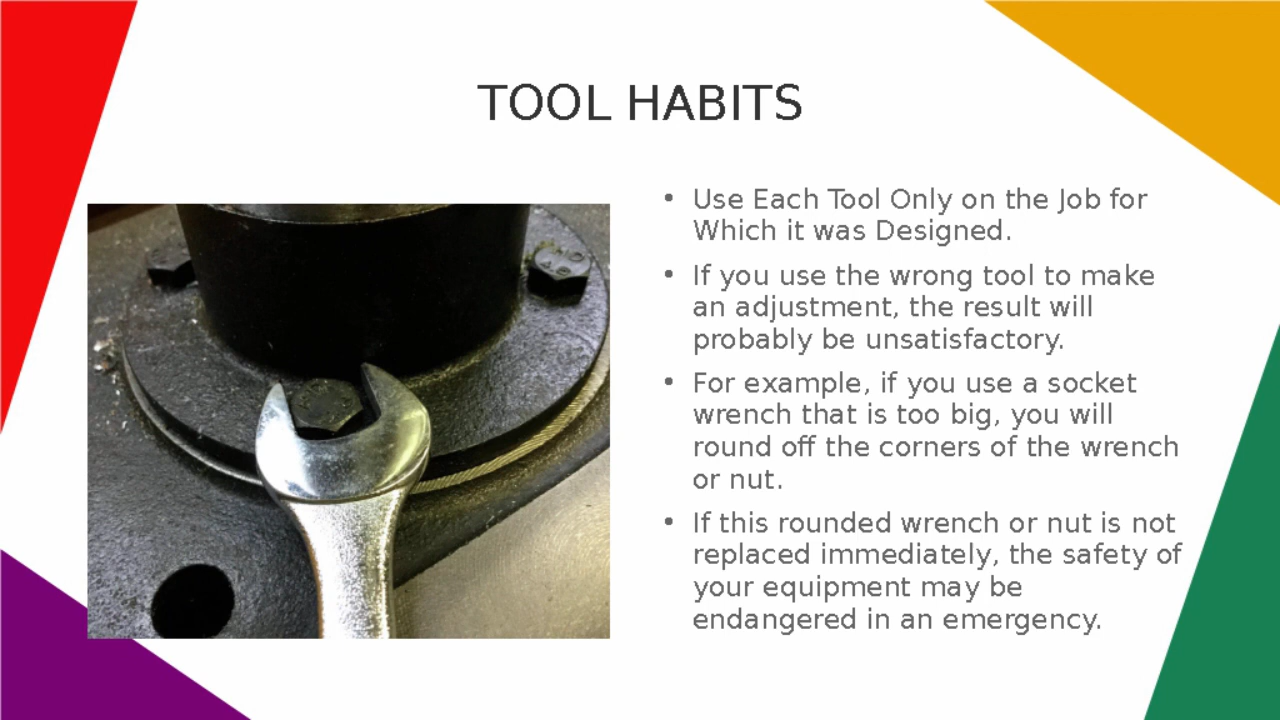 TOOL HABITS
• Use Each Tool Only on the Job for
Which it was Designed.
• If you use the wrong tool to make
an adjustment, the result will
probably be unsatisfactory.
• For example, if you use a socket
wrench that is too big, you will
round off the corners of the wrench
or nut.
• If this rounded wrench or nut is not
replaced immediately, the safety of
your equipment may be
endangered in an emergency.